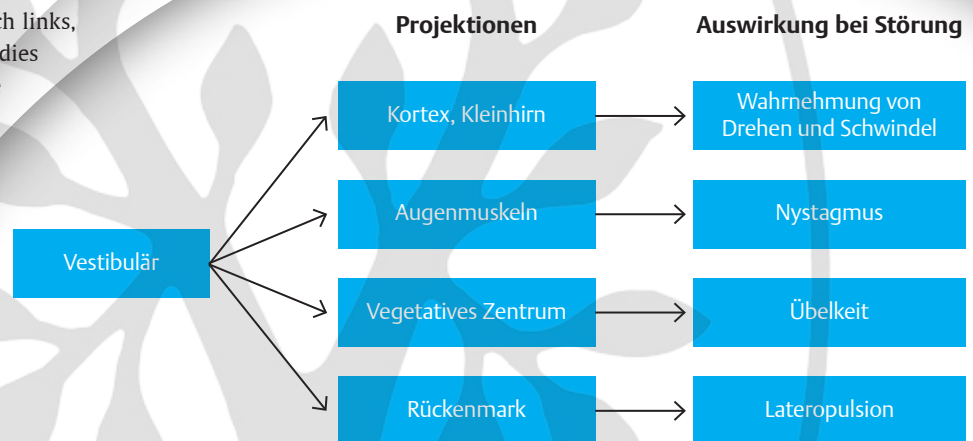 ch links,
dies
Projektionen
Auswirkung bei Störung
Kortex, Kleinhirn
Wahrnehmung von
Drehen und Schwindel
Augenmuskeln
Nystagmus
Vestibulär
Vegetatives Zentrum
Übelkeit
Rückenmark
Lateropulsion